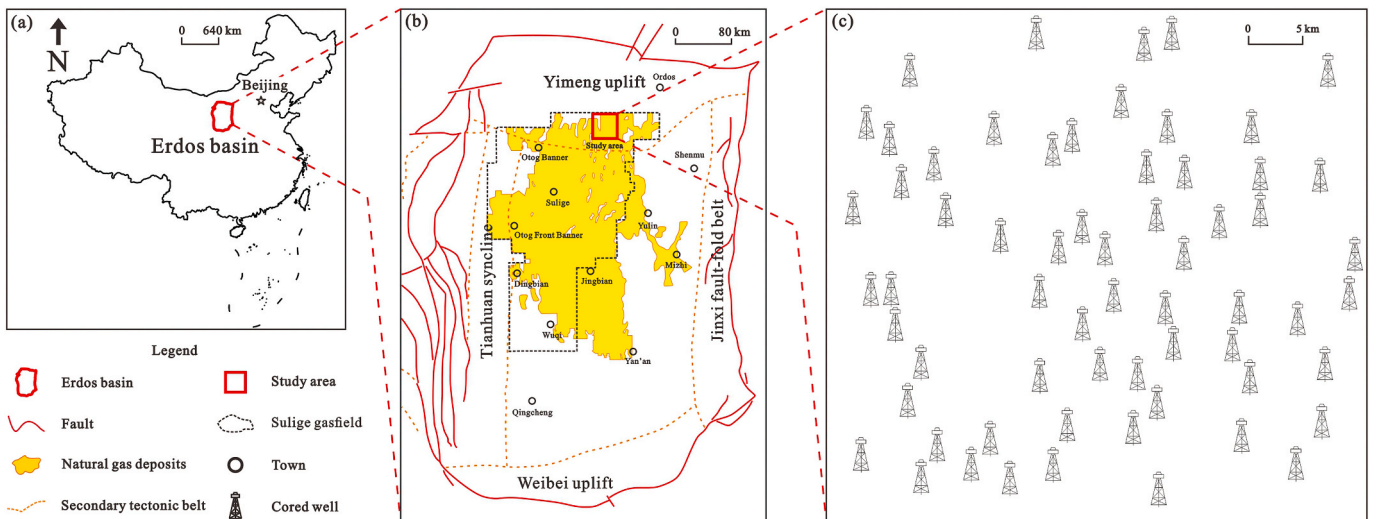 (a)
0 640 km
N
Beijing
Erdos basin
Legend
Erdos basin
Study area
Fault
Sulige gasfield
Natural gas deposits
Town
Secondary tectonic belt
Cored well
(b)
0 80 km
Yimeng uplift
Ordos
Study area
Otog Banner
Shenmu
Sulige
Yulin
Otog Front Banner
Mizhi
Dingbian
Jingbian
Tianhuan syncline
Jinxi fault-fold belt
Wuqi
Yan'an
Qingcheng
Weibei uplift
(c)
0 5 km